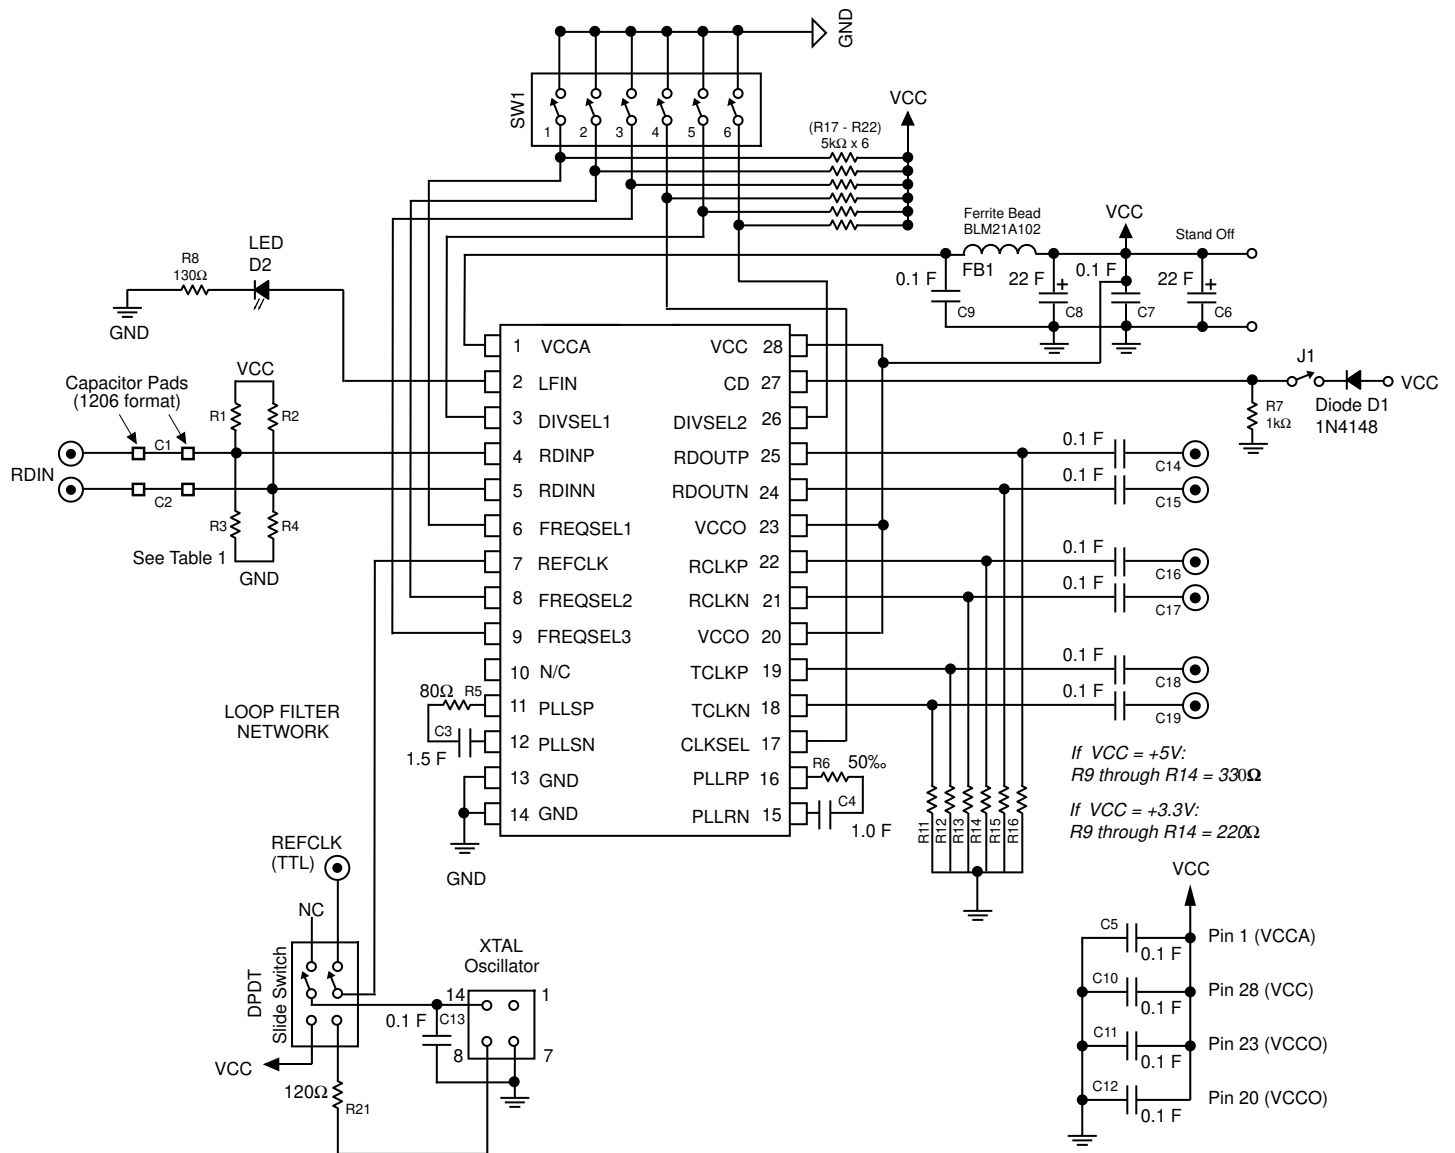 GND
SW1
1 2 3 4 5 6
VCC
(R17 - R22)
5kΩ x 6
Ferrite Bead
BLM21A102
VCC
Stand Off
FB1
0.1 F
C9
22 F
+
C8
0.1 F
C7
22 F
+
C6
LED
D2
R8
130Ω
GND
Capacitor Pads
(1206 format)
VCC
R1
R2
C1
RDIN
C2
R3
R4
See Table 1
GND
1 VCCA
2 LFIN
3 DIVSEL1
4 RDINP
5 RDINN
6 FREQSEL1
7 REFCLK
8 FREQSEL2
9 FREQSEL3
10 N/C
11 PLLSP
12 PLLSN
13 GND
14 GND
VCC 28
CD 27
DIVSEL2 26
RDOUTP 25
RDOUTN 24
VCCO 23
RCLKP 22
RCLKN 21
VCCO 20
TCLKP 19
TCLKN 18
CLKSEL 17
PLLRP 16
PLLRN 15
J1
VCC
R7
1kΩ
Diode D1
1N4148
0.1 F
C14
0.1 F
C15
0.1 F
C16
0.1 F
C17
0.1 F
C18
0.1 F
C19
80Ω
R5
C3
1.5 F
LOOP FILTER
NETWORK
GND
R6
50‰
C4
1.0 F
R11
R12
R13
R14
R15
R16
If VCC = +5V:
R9 through R14 = 330Ω
If VCC = +3.3V:
R9 through R14 = 220Ω
REFCLK
(TTL)
NC
DPDT
Slide Switch
VCC
120Ω
R21
XTAL
Oscillator
14
1
0.1 F
C13
8
7
VCC
C5
0.1 F
Pin 1 (VCCA)
C10
0.1 F
Pin 28 (VCC)
C11
0.1 F
Pin 23 (VCCO)
C12
0.1 F
Pin 20 (VCCO)